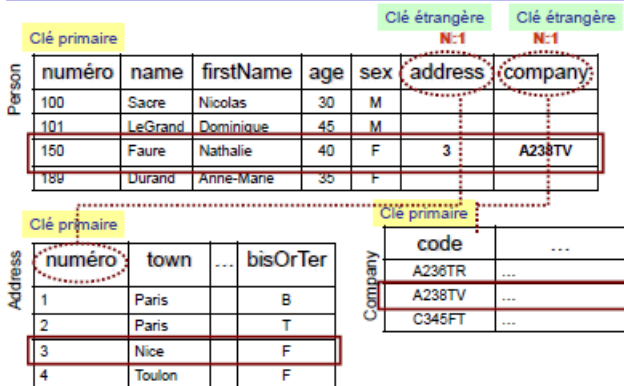 Clé étrangère Clé étrangère
Clé primaire N:1 N:1
Person
numéro name firstName age sex address company
100 Sacre Nicolas 30 M
101 LeGrand Dominique 45 M
150 Faure Nathalie 40 F 3 A238TV
189 Durand Anne-Marie 35 F
Clé primaire
Address
numéro town ... bisOrTer
1 Paris B
2 Paris T
3 Nice F
4 Toulon F
Clé primaire
Company
code ...
A236TR ...
A238TV ...
C345FT ...